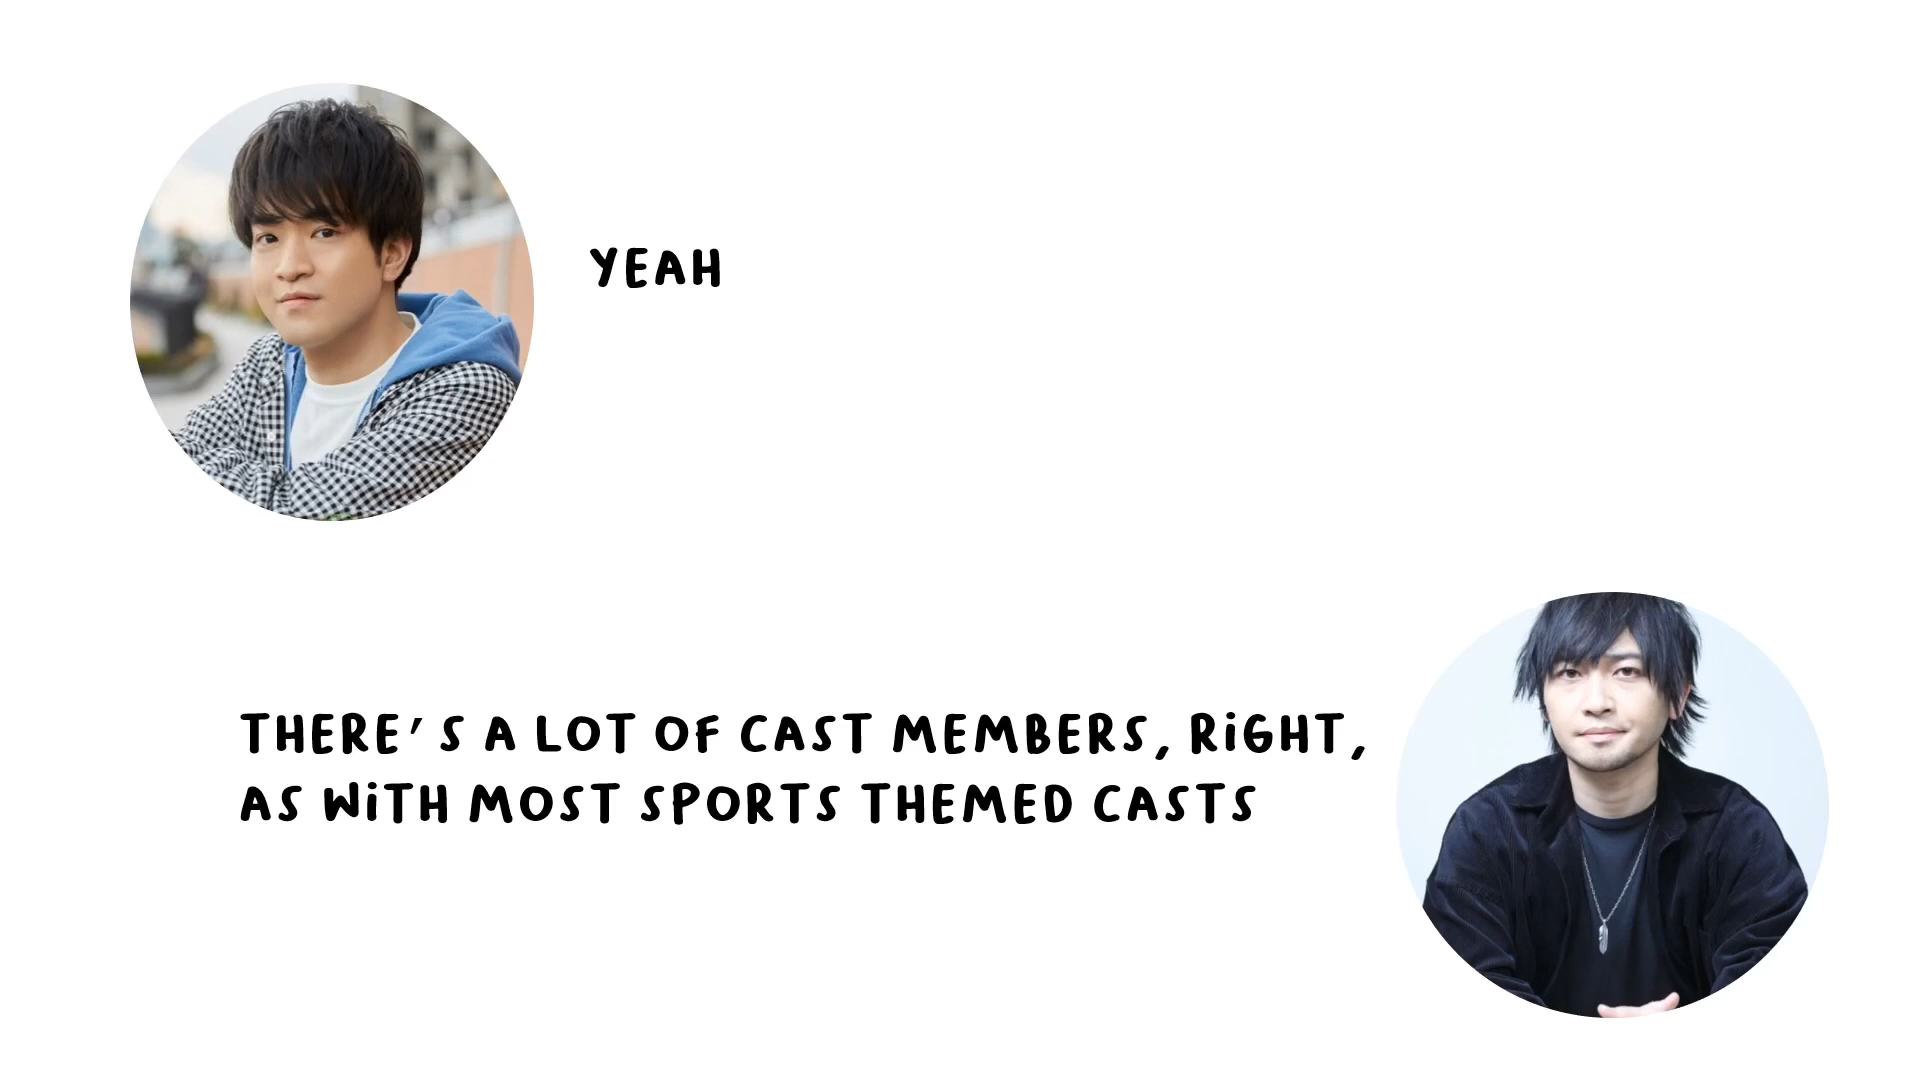 YEAH
THERE'S A LOT OF CAST MEMBERS, RIGHT,
AS WITH MOST SPORTS THEMED CASTS